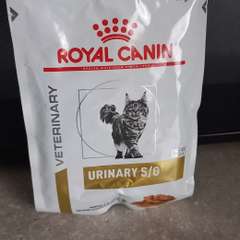 ROYAL CANIN
VETERINARY
URINARY S/O